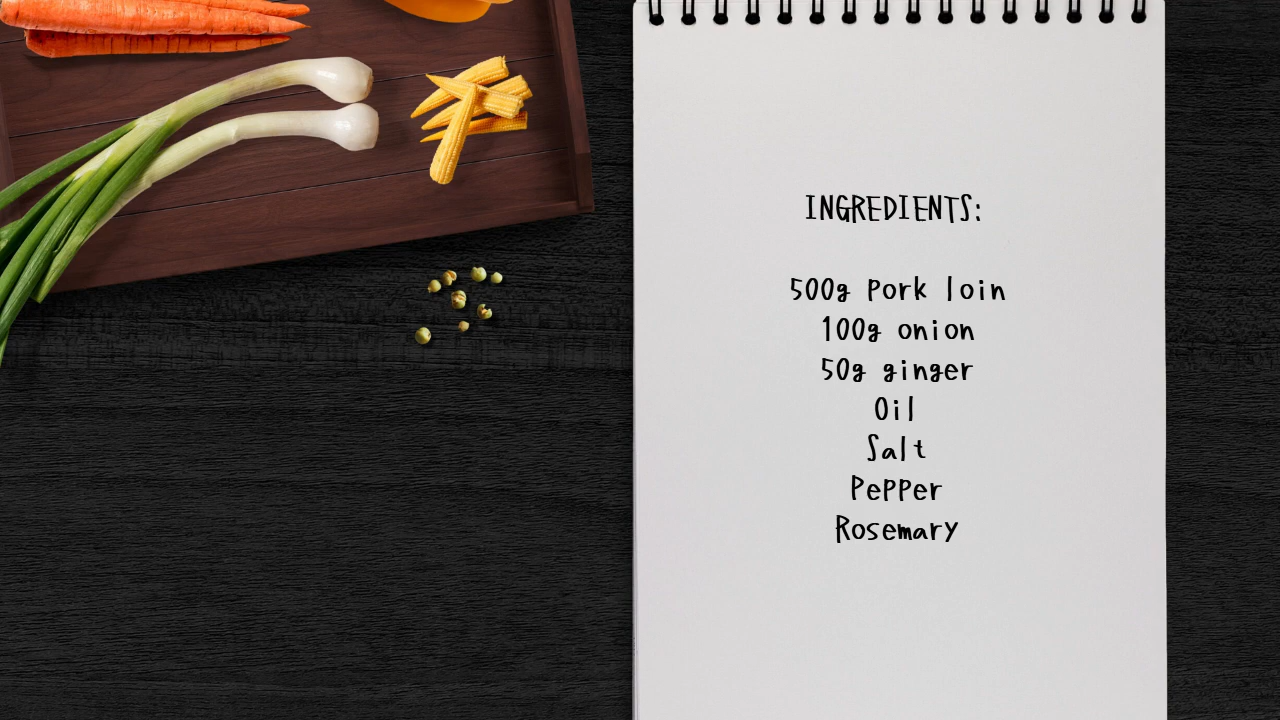 INGREDIENTS:
500g pork loin
100g onion
50g ginger
Oil
Salt
Pepper
Rosemary